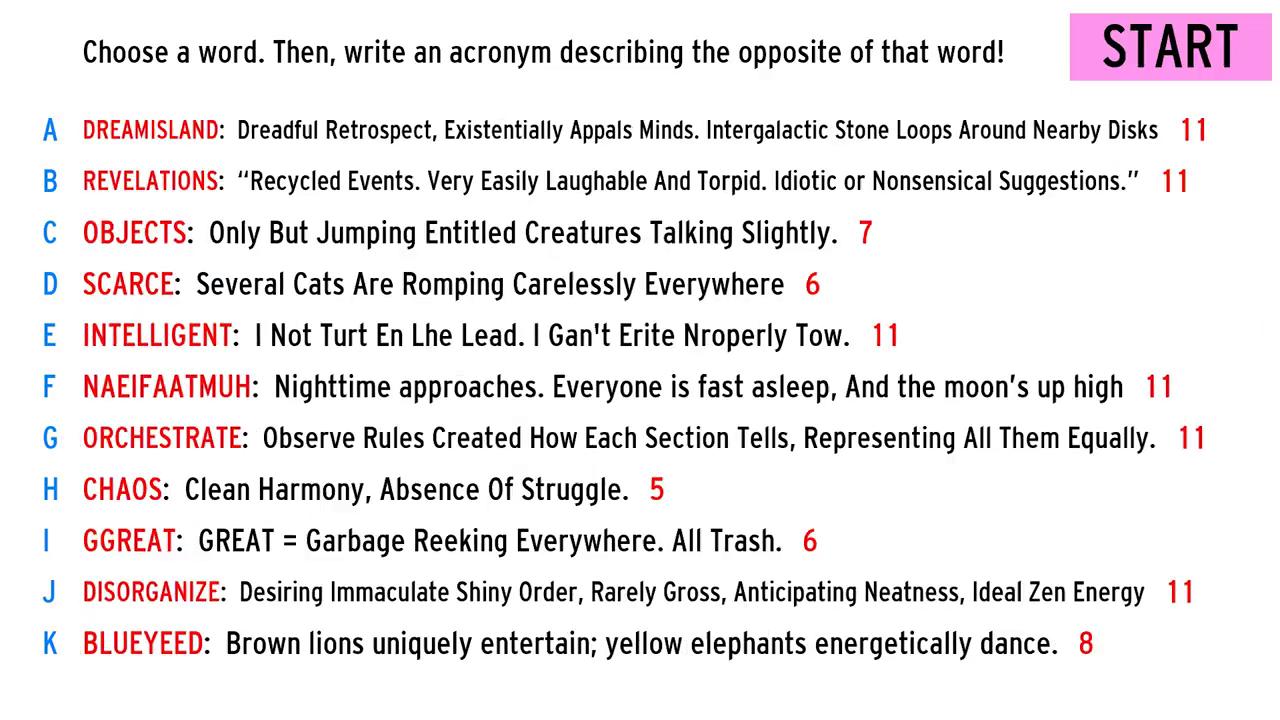 Choose a word. Then, write an acronym describing the opposite of that word!
START
A DREAMISLAND: Dreadful Retrospect, Existentially Appals Minds. Intergalactic Stone Loops Around Nearby Disks 11
B REVELATIONS: “Recycled Events. Very Easily Laughable And Torpid. Idiotic or Nonsensical Suggestions.” 11
C OBJECTS: Only But Jumping Entitled Creatures Talking Slightly. 7
D SCARCE: Several Cats Are Romping Carelessly Everywhere 6
E INTELLIGENT: I Not Turt En Lhe Lead. I Gan't Erite Nroperly Tow. 11
F NAEIFAATMUH: Nighttime approaches. Everyone is fast asleep, And the moon’s up high 11
G ORCHESTRATE: Observe Rules Created How Each Section Tells, Representing All Them Equally. 11
H CHAOS: Clean Harmony, Absence Of Struggle. 5
I GGREAT: GREAT = Garbage Reeking Everywhere. All Trash. 6
J DISORGANIZE: Desiring Immaculate Shiny Order, Rarely Gross, Anticipating Neatness, Ideal Zen Energy 11
K BLUEYEED: Brown lions uniquely entertain; yellow elephants energetically dance. 8